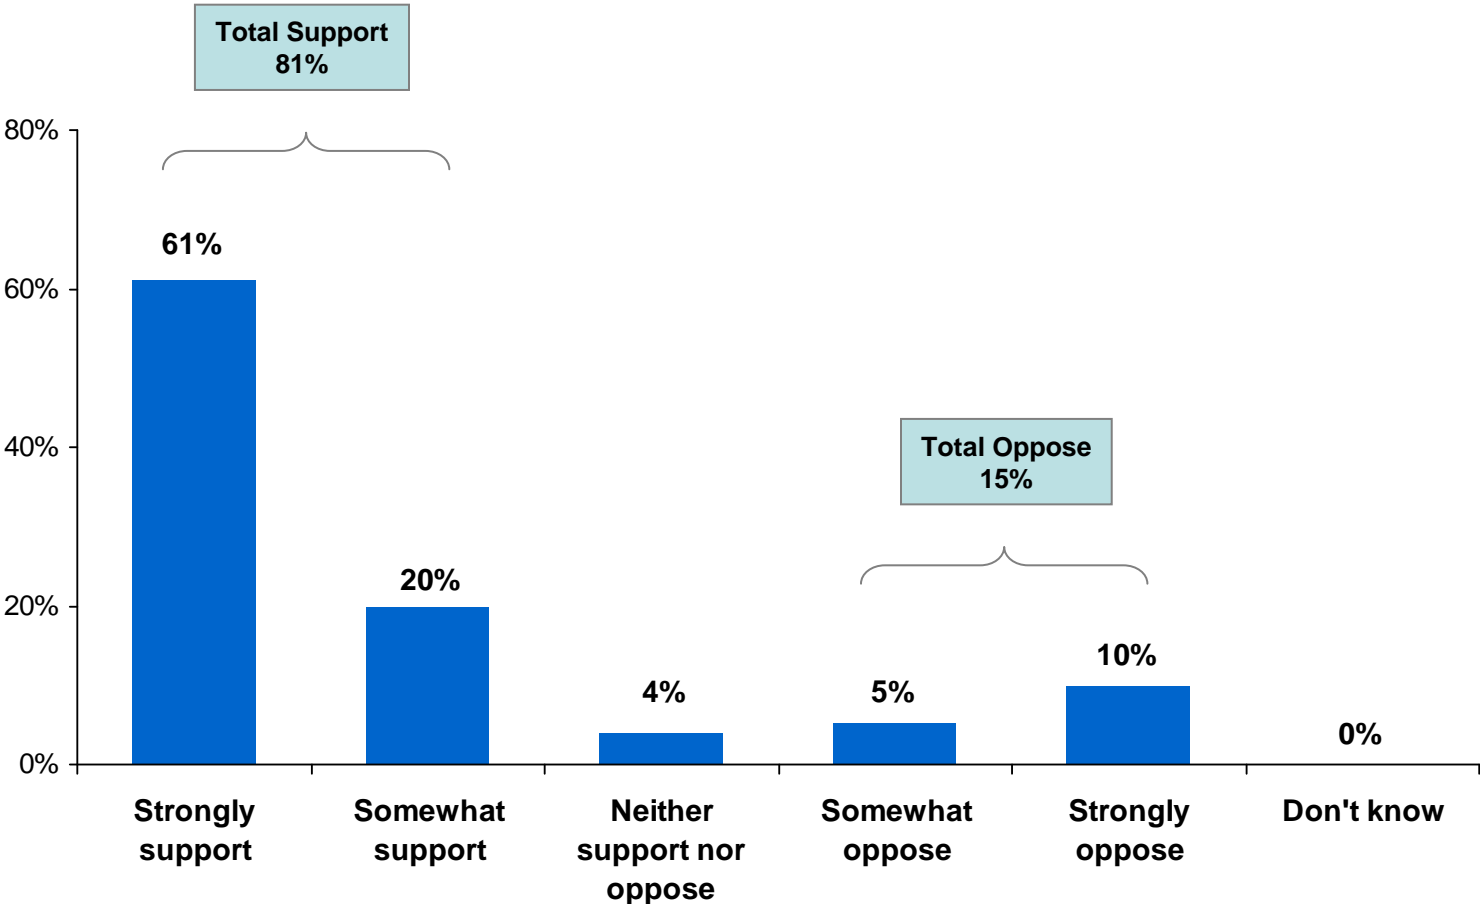 Total Support
81%
80%
61%
60%
40%
Total Oppose
15%
20%
20%
10%
4%
5%
0%
0%
Strongly
support
Somewhat
support
Neither
support nor
oppose
Somewhat
oppose
Strongly
oppose
Don't know